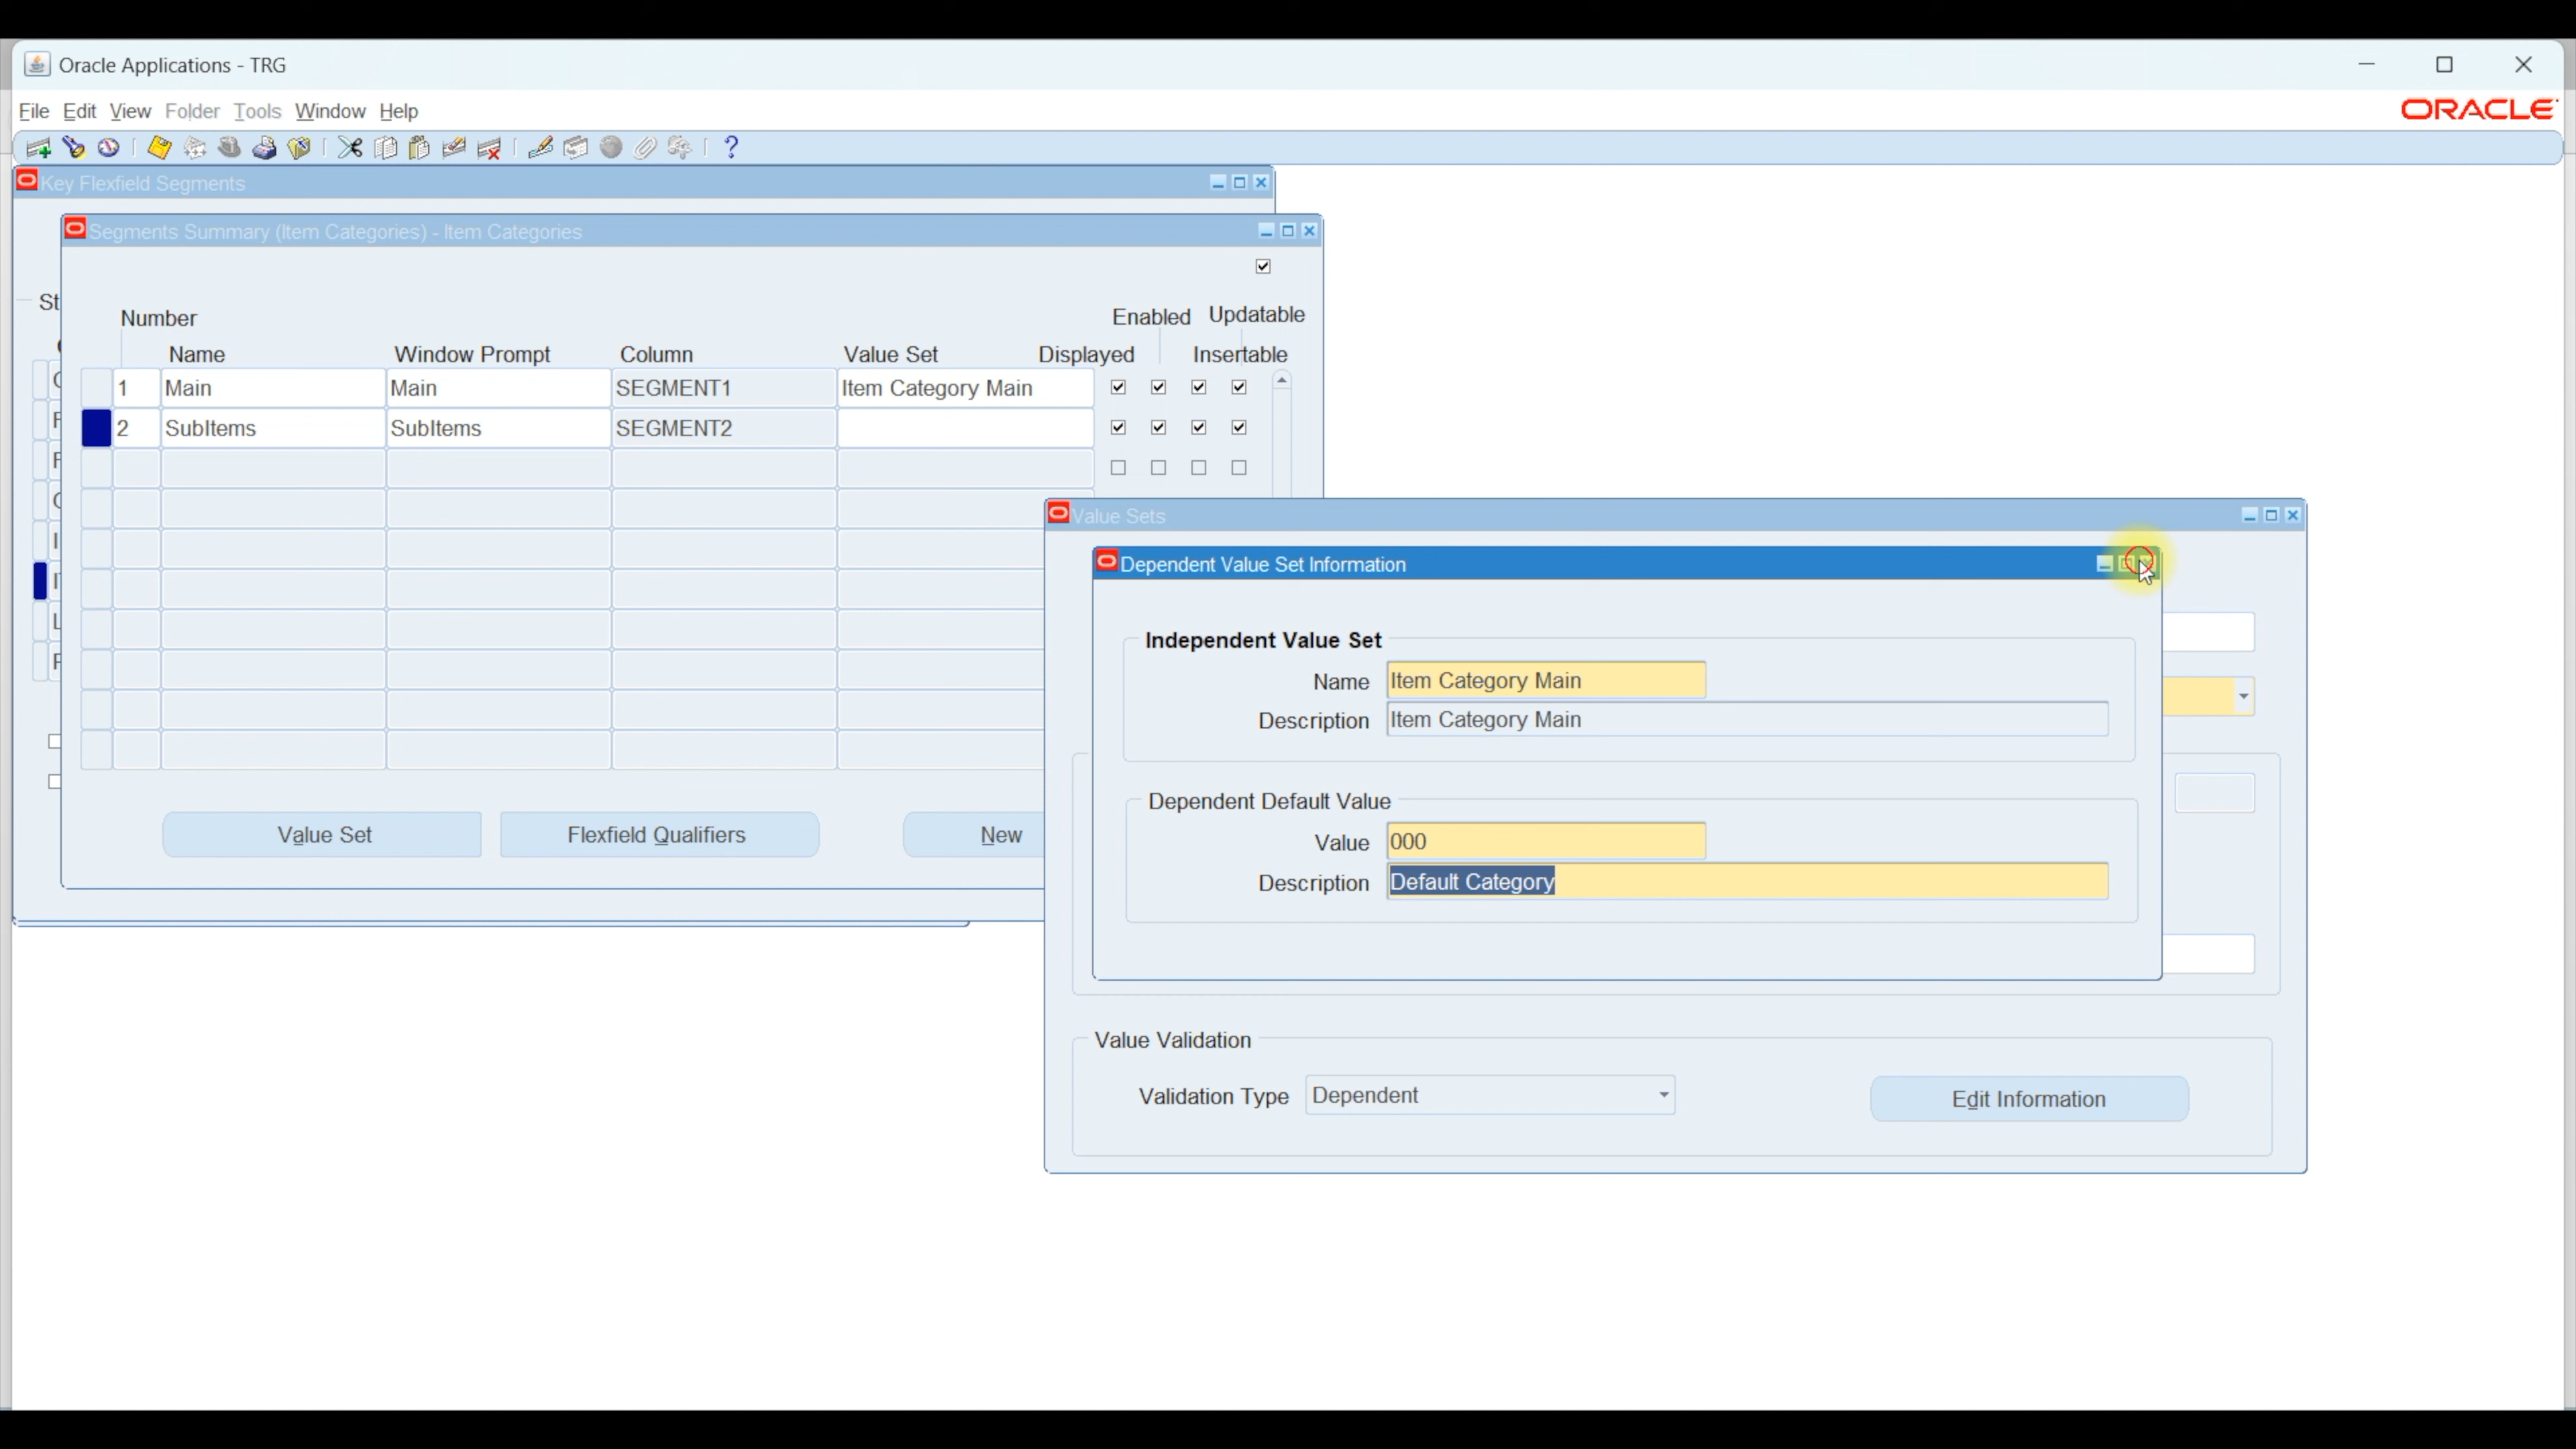 Oracle Applications - TRG
File Edit View Folder Tools Window Help
ORACLE
Key Flexfield Segments
Segments Summary (Item Categories) - Item Categories
St
Number
Enabled Updatable
Name Window Prompt Column Value Set Displayed Insertable
1 Main Main SEGMENT1 Item Category Main
2 SubItems SubItems SEGMENT2
Value Sets
Dependent Value Set Information
Independent Value Set
Name Item Category Main
Description Item Category Main
Dependent Default Value
Value 000
Description Default Category
Value Set Flexfield Qualifiers New
Value Validation
Validation Type Dependent
Edit Information